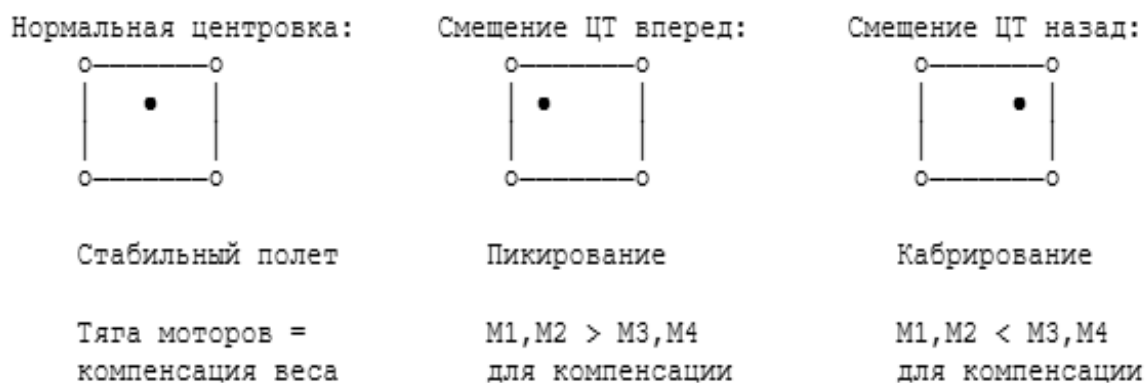 Нормальная центровка: Смещение ЦТ вперед: Смещение ЦТ назад:
Стабильный полет Пикирование Кабрирование
Тяга моторов = M1,M2 > M3,M4 M1,M2 < M3,M4
компенсация веса для компенсации для компенсации